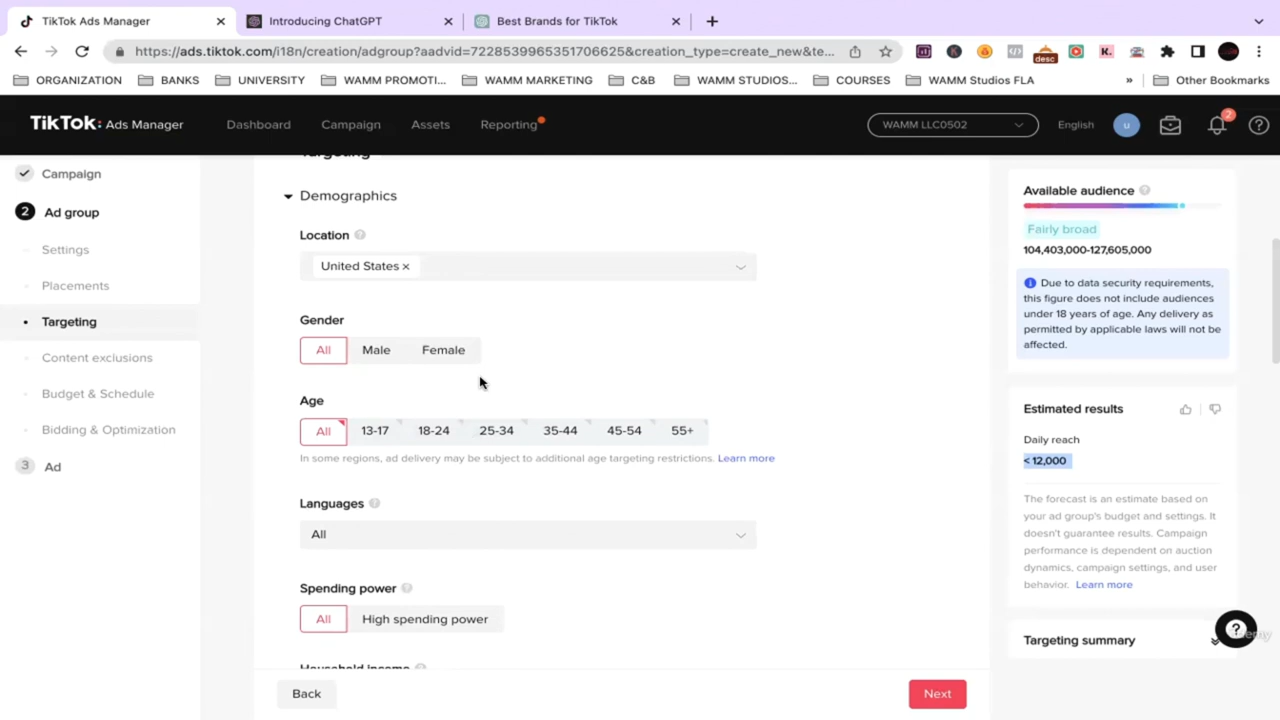 TikTok Ads Manager
Introducing ChatGPT
Best Brands for TikTok
https://ads.tiktok.com/i18n/creation/adgroup?aadvid=7228539965351706625&creation_type=create_new&te...
desc
K.
ORGANIZATION
BANKS
UNIVERSITY
WAMM PROMOTI...
WAMM MARKETING
C&B
WAMM STUDIOS...
COURSES
WAMM Studios FLA
»
Other Bookmarks
TikTok: Ads Manager
Dashboard
Campaign
Assets
Reporting
WAMM LLC0502
English
u
2
Campaign
2 Ad group
Settings
Placements
Targeting
Content exclusions
Budget & Schedule
Bidding & Optimization
3 Ad
Targeting
Demographics
Location
United States ×
Gender
All Male Female
Age
All 13-17 18-24 25-34 35-44 45-54 55+
In some regions, ad delivery may be subject to additional age targeting restrictions. Learn more
Languages
All
Spending power
All High spending power
Household income
Back
Next
Available audience
Fairly broad
104,403,000-127,605,000
Due to data security requirements,
this figure does not include audiences
under 18 years of age. Any delivery as
permitted by applicable laws will not be
affected.
Estimated results
Daily reach
< 12,000
The forecast is an estimate based on
your ad group's budget and settings. It
doesn't guarantee results. Campaign
performance is dependent on auction
dynamics, campaign settings, and user
behavior. Learn more
Targeting summary